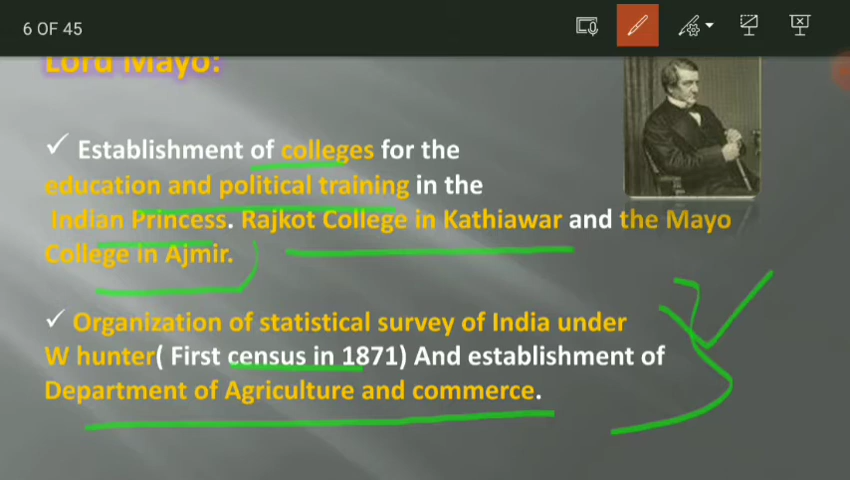 6 OF 45
Lord Mayo:
✓ Establishment of colleges for the
education and political training in the
Indian Princess. Rajkot College in Kathiawar and the Mayo
College in Ajmir.
✓ Organization of statistical survey of India under
W hunter( First census in 1871) And establishment of
Department of Agriculture and commerce.